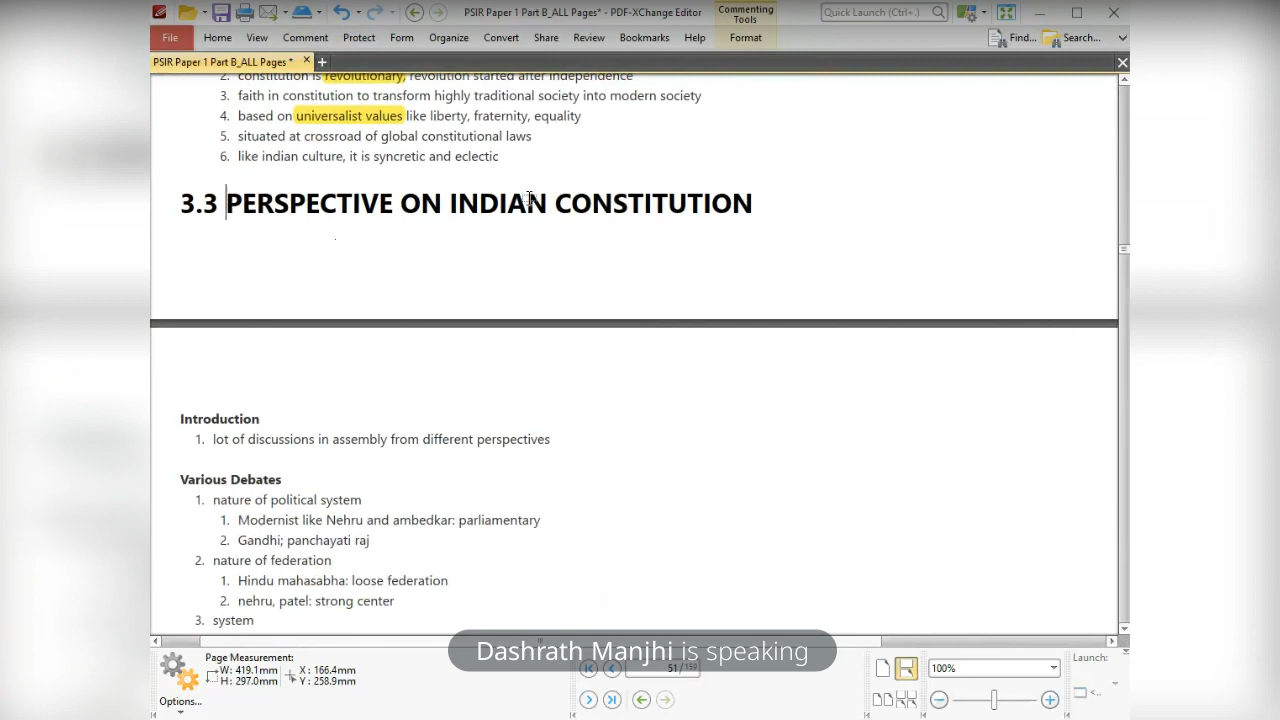 PSIR Paper 1 Part B_ALL Pages* - PDF-XChange Editor
Commenting Tools
Quick Launch (Ctrl+.)
File Home View Comment Protect Form Organize Convert Share Review Bookmarks Help Format Find... Search...
PSIR Paper 1 Part B_ALL Pages *
2. constitution is revolutionary, revolution started after independence
3. faith in constitution to transform highly traditional society into modern society
4. based on universalist values like liberty, fraternity, equality
5. situated at crossroad of global constitutional laws
6. like indian culture, it is syncretic and eclectic
3.3 PERSPECTIVE ON INDIAN CONSTITUTION
Introduction
1. lot of discussions in assembly from different perspectives
Various Debates
1. nature of political system
1. Modernist like Nehru and ambedkar: parliamentary
2. Gandhi; panchayati raj
2. nature of federation
1. Hindu mahasabha: loose federation
2. nehru, patel: strong center
3. system
Dashrath Manjhi is speaking
Options...
Page Measurement:
W: 419.1mm
H: 297.0mm
X: 166.4mm
Y: 258.9mm
51 / 159
100%
Launch: